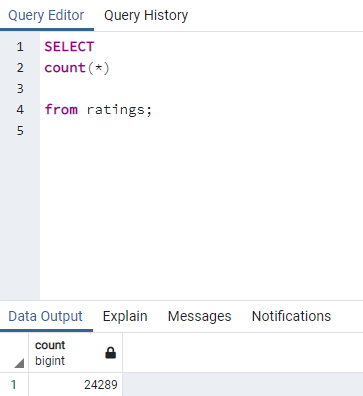 Query Editor Query History
1 SELECT
2 count(*)
3
4 from ratings;
5
Data Output Explain Messages Notifications
count
bigint
1 24289